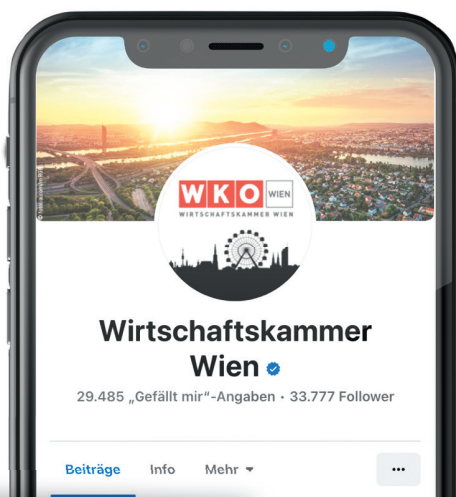 WKO WIEN
WIRTSCHAFTSKAMMER WIEN
Wirtschaftskammer
Wien
29.485 „Gefällt mir“-Angaben · 33.777 Follower
Beiträge Info Mehr